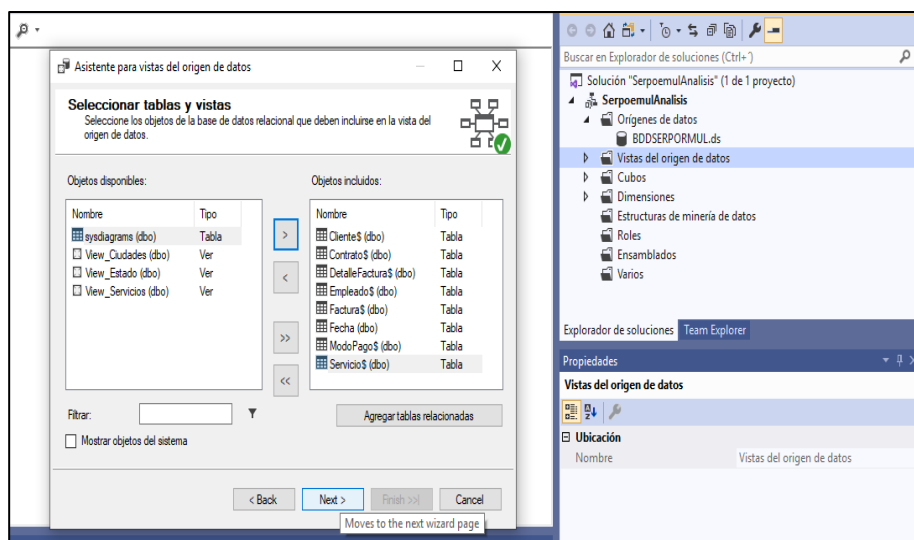 Asistente para vistas del origen de datos
Seleccionar tablas y vistas
Seleccione los objetos de la base de datos relacional que deben incluirse en la vista del
origen de datos.
Objetos disponibles:
Nombre Tipo
sysdiagrams (dbo) Tabla
View_Ciudades (dbo) Ver
View_Estado (dbo) Ver
View_Servicios (dbo) Ver
>
<
>>
<<
Objetos incluidos:
Nombre Tipo
Cliente$ (dbo) Tabla
Contrato$ (dbo) Tabla
DetalleFactura$ (dbo) Tabla
Empleado$ (dbo) Tabla
Factura$ (dbo) Tabla
Fecha (dbo) Tabla
ModoPago$ (dbo) Tabla
Servicio$ (dbo) Tabla
Filtrar:
Agregar tablas relacionadas
Mostrar objetos del sistema
< Back Next > Finish >>| Cancel
Moves to the next wizard page
Buscar en Explorador de soluciones (Ctrl+´)
Solución "SerpoemulAnalisis" (1 de 1 proyecto)
SerpoemulAnalisis
Orígenes de datos
BDDSERPORMUL.ds
Vistas del origen de datos
Cubos
Dimensiones
Estructuras de minería de datos
Roles
Ensamblados
Varios
Explorador de soluciones Team Explorer
Propiedades
Vistas del origen de datos
Ubicación
Nombre Vistas del origen de datos